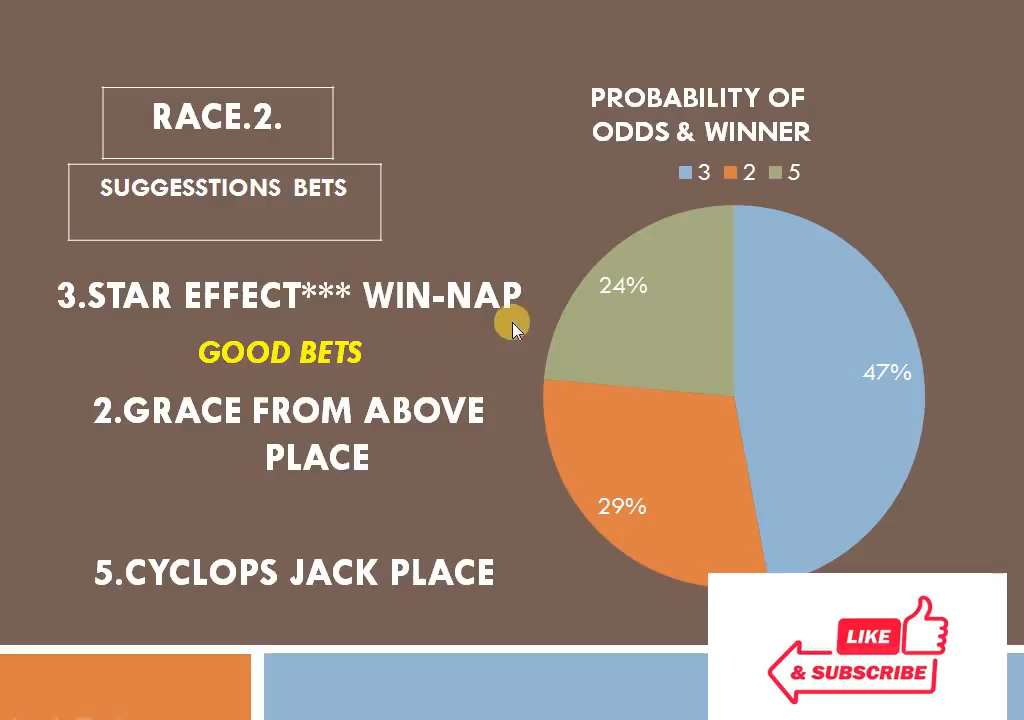 RACE.2.
SUGGESSTIONS BETS
3.STAR EFFECT*** WIN-NAP
GOOD BETS
2.GRACE FROM ABOVE
PLACE
5.CYCLOPS JACK PLACE
PROBABILITY OF
ODDS & WINNER
3 2 5
24%
47%
29%
LIKE
& SUBSCRIBE